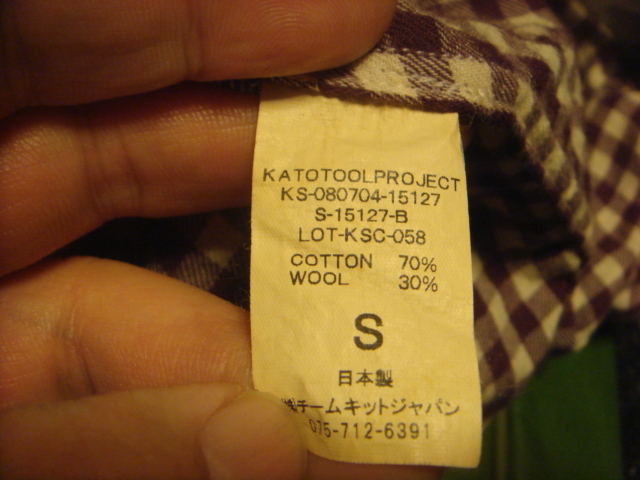 KATOTOOLPROJECT
KS-080704-15127
S-15127-B
LOT-KSC-058
COTTON 70%
WOOL 30%
S
日本製
㈱チームキットジャパン
075-712-6391